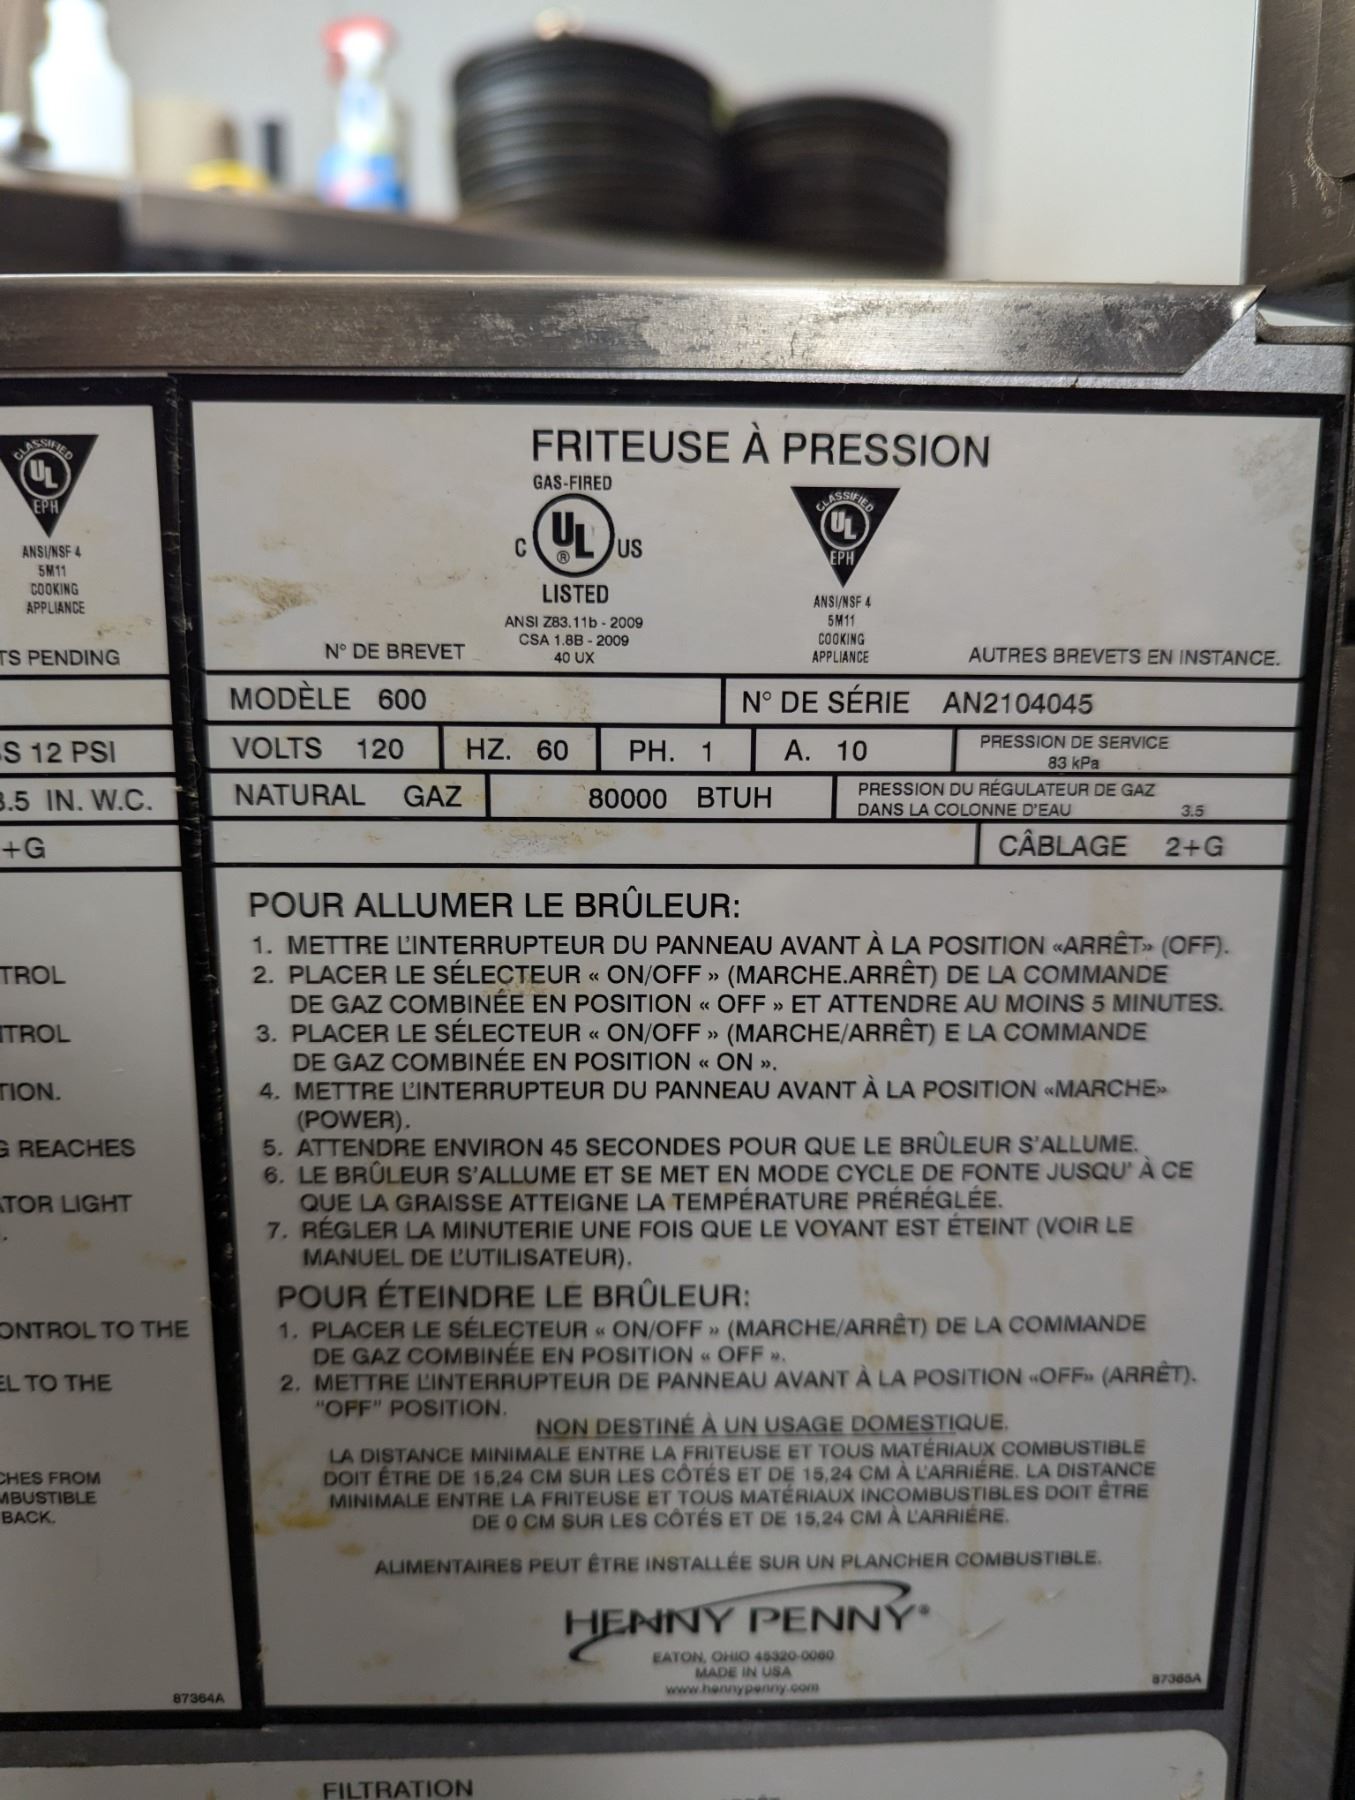 CLASSIFIED
UL
EPH
ANSI/NSF 4
5M11
COOKING
APPLIANCE
TS PENDING
S 12 PSI
3.5 IN. W.C.
+G
TROL
TROL
TION.
G REACHES
ATOR LIGHT
ONTROL TO THE
EL TO THE
CHES FROM
MBUSTIBLE
BACK.
87364A
FRITEUSE À PRESSION
GAS-FIRED
C UL ® US
LISTED
ANSI Z83.11b - 2009
CSA 1.8B - 2009
40 UX
CLASSIFIED
UL
EPH
ANSI/NSF 4
5M11
COOKING
APPLIANCE
N° DE BREVET
AUTRES BREVETS EN INSTANCE.
MODÈLE 600
N° DE SÉRIE AN2104045
VOLTS 120 HZ. 60 PH. 1 A. 10
PRESSION DE SERVICE
83 kPa
NATURAL GAZ 80000 BTUH
PRESSION DU RÉGULATEUR DE GAZ
DANS LA COLONNE D'EAU 3.5
CÂBLAGE 2+G
POUR ALLUMER LE BRÛLEUR:
1. METTRE L'INTERRUPTEUR DU PANNEAU AVANT À LA POSITION «ARRÊT» (OFF).
2. PLACER LE SÉLECTEUR « ON/OFF » (MARCHE.ARRÊT) DE LA COMMANDE
DE GAZ COMBINÉE EN POSITION « OFF » ET ATTENDRE AU MOINS 5 MINUTES.
3. PLACER LE SÉLECTEUR « ON/OFF » (MARCHE/ARRÊT) E LA COMMANDE
DE GAZ COMBINÉE EN POSITION « ON ».
4. METTRE L'INTERRUPTEUR DU PANNEAU AVANT À LA POSITION «MARCHE»
(POWER).
5. ATTENDRE ENVIRON 45 SECONDES POUR QUE LE BRÛLEUR S'ALLUME.
6. LE BRÛLEUR S'ALLUME ET SE MET EN MODE CYCLE DE FONTE JUSQU' À CE
QUE LA GRAISSE ATTEIGNE LA TEMPÉRATURE PRÉRÉGLÉE.
7. RÉGLER LA MINUTERIE UNE FOIS QUE LE VOYANT EST ÉTEINT (VOIR LE
MANUEL DE L'UTILISATEUR).
POUR ÉTEINDRE LE BRÛLEUR:
1. PLACER LE SÉLECTEUR « ON/OFF » (MARCHE/ARRÊT) DE LA COMMANDE
DE GAZ COMBINÉE EN POSITION « OFF ».
2. METTRE L'INTERRUPTEUR DE PANNEAU AVANT À LA POSITION «OFF» (ARRÊT).
"OFF" POSITION.
NON DESTINÉ À UN USAGE DOMESTIQUE.
LA DISTANCE MINIMALE ENTRE LA FRITEUSE ET TOUS MATÉRIAUX COMBUSTIBLE
DOIT ÊTRE DE 15,24 CM SUR LES CÔTÉS ET DE 15,24 CM À L'ARRIÉRE. LA DISTANCE
MINIMALE ENTRE LA FRITEUSE ET TOUS MATÉRIAUX INCOMBUSTIBLES DOIT ÊTRE
DE 0 CM SUR LES CÔTÉS ET DE 15,24 CM À L'ARRIÉRE.
ALIMENTAIRES PEUT ÊTRE INSTALLÉE SUR UN PLANCHER COMBUSTIBLE.
HENNY PENNY®
EATON, OHIO 45320-0060
MADE IN USA
www.hennypenny.com
87365A
FILTRATION